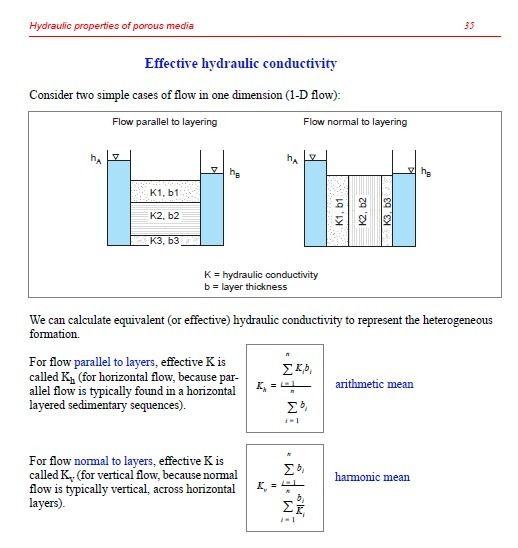 Hydraulic properties of porous media 35
Effective hydraulic conductivity
Consider two simple cases of flow in one dimension (1-D flow):
Flow parallel to layering
Flow normal to layering
hA
hB
K1, b1
K2, b2
K3, b3
hA
hB
K1, b1
K2, b2
K3, b3
K = hydraulic conductivity
b = layer thickness
We can calculate equivalent (or effective) hydraulic conductivity to represent the heterogeneous
formation.
For flow parallel to layers, effective K is
called Kh (for horizontal flow, because par-
allel flow is typically found in a horizontal
layered sedimentary sequences).
n
∑ Kibi
Kh = i = 1
n
∑ bi
i = 1
arithmetic mean
For flow normal to layers, effective K is
called Kv (for vertical flow, because normal
flow is typically vertical, across horizontal
layers).
n
∑ bi
Kv = i = 1
n
∑ bi/Ki
i = 1
harmonic mean